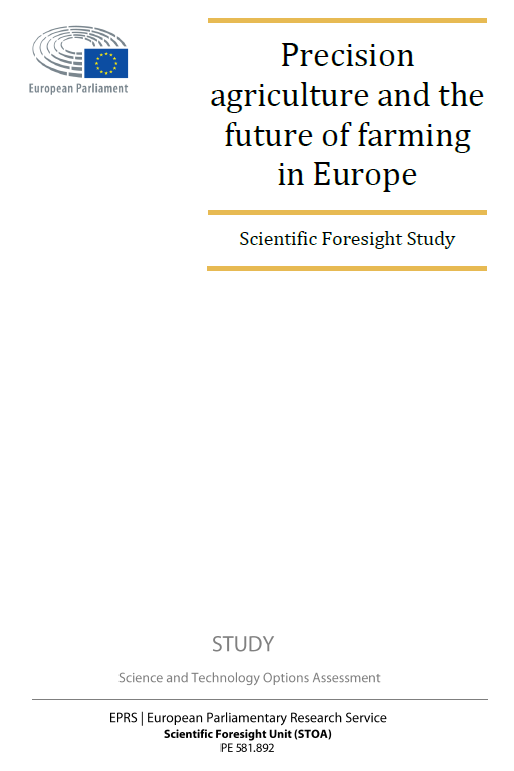 European Parliament
Precision
agriculture and the
future of farming
in Europe
Scientific Foresight Study
STUDY
Science and Technology Options Assessment
EPRS | European Parliamentary Research Service
Scientific Foresight Unit (STOA)
PE 581.892